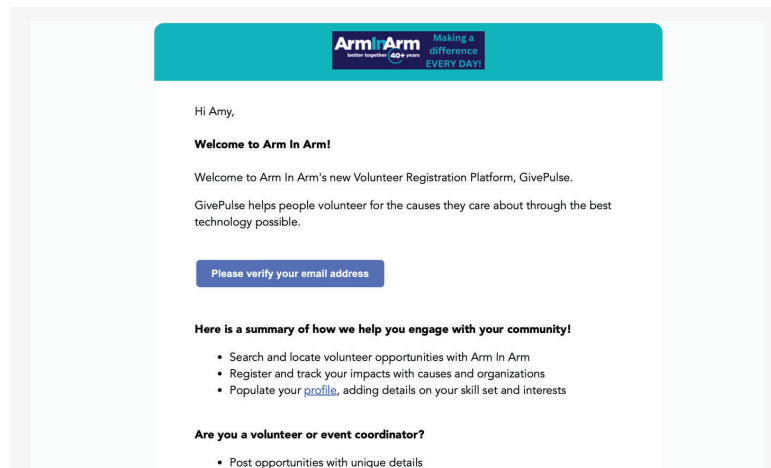 ArmInArm
better together 40+ years
Making a
difference
EVERY DAY!
Hi Amy,
Welcome to Arm In Arm!
Welcome to Arm In Arm's new Volunteer Registration Platform, GivePulse.
GivePulse helps people volunteer for the causes they care about through the best
technology possible.
Please verify your email address
Here is a summary of how we help you engage with your community!
• Search and locate volunteer opportunities with Arm In Arm
• Register and track your impacts with causes and organizations
• Populate your profile, adding details on your skill set and interests
Are you a volunteer or event coordinator?
• Post opportunities with unique details